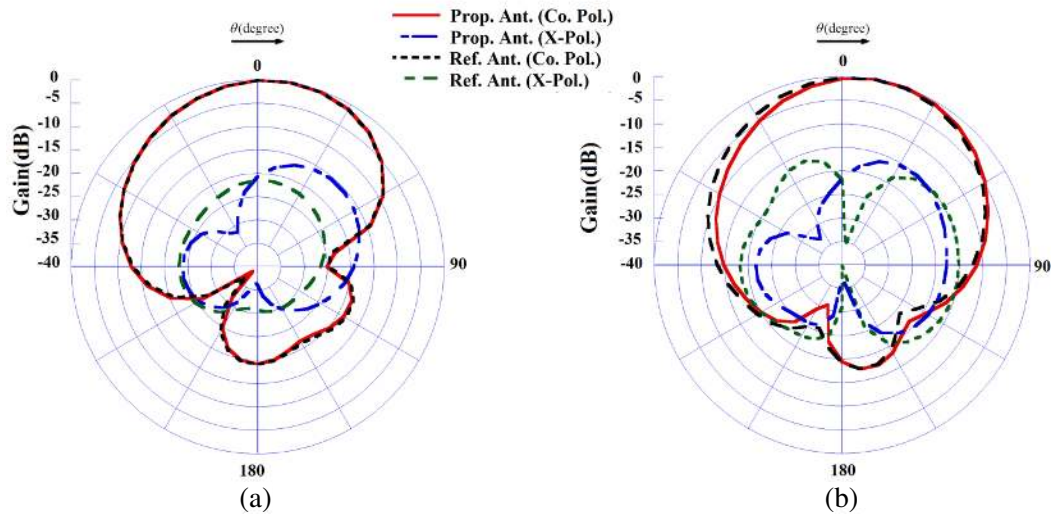 Prop. Ant. (Co. Pol.)
Prop. Ant. (X-Pol.)
Ref. Ant. (Co. Pol.)
Ref. Ant. (X-Pol.)
θ(degree)
0
0
-5
-10
-15
-20
-25
-30
-35
-40
Gain(dB)
90
180
(a)
θ(degree)
0
0
-5
-10
-15
-20
-25
-30
35
-40
Gain(dB)
90
180
(b)